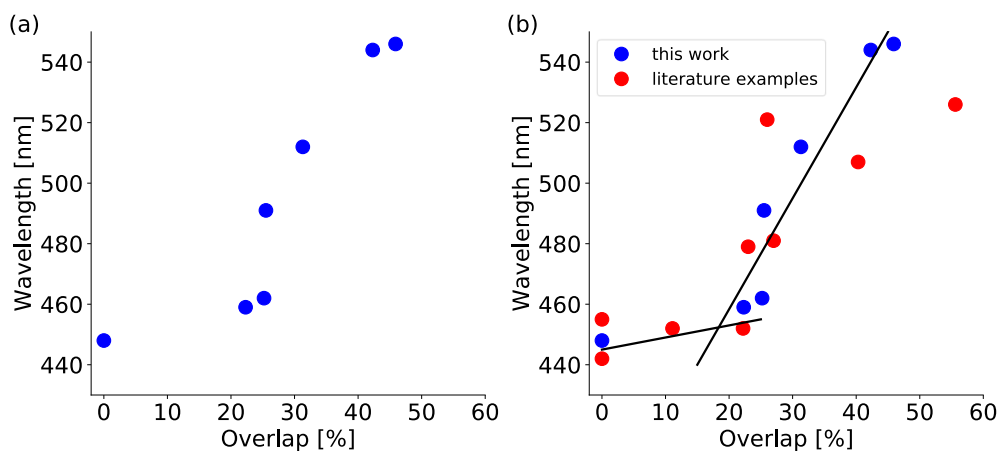 (a)
Wavelength [nm]
540
520
500
480
460
440
0 10 20 30 40 50 60
Overlap [%]
(b)
this work
literature examples
Wavelength [nm]
540
520
500
480
460
440
0 10 20 30 40 50 60
Overlap [%]